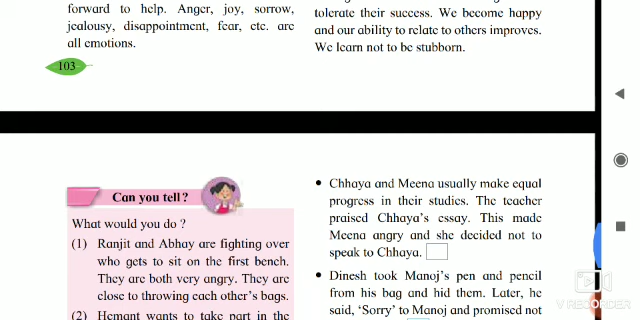 forward to help. Anger, joy, sorrow,
jealousy, disappointment, fear, etc. are
all emotions.
tolerate their success. We become happy
and our ability to relate to others improves.
We learn not to be stubborn.
103
Can you tell?
What would you do ?
(1) Ranjit and Abhay are fighting over
who gets to sit on the first bench.
They are both very angry. They are
close to throwing each other's bags.
(2) Hemant wants to take part in the
• Chhaya and Meena usually make equal
progress in their studies. The teacher
praised Chhaya's essay. This made
Meena angry and she decided not to
speak to Chhaya.
• Dinesh took Manoj's pen and pencil
from his bag and hid them. Later, he
said, 'Sorry' to Manoj and promised not
V RECORDER